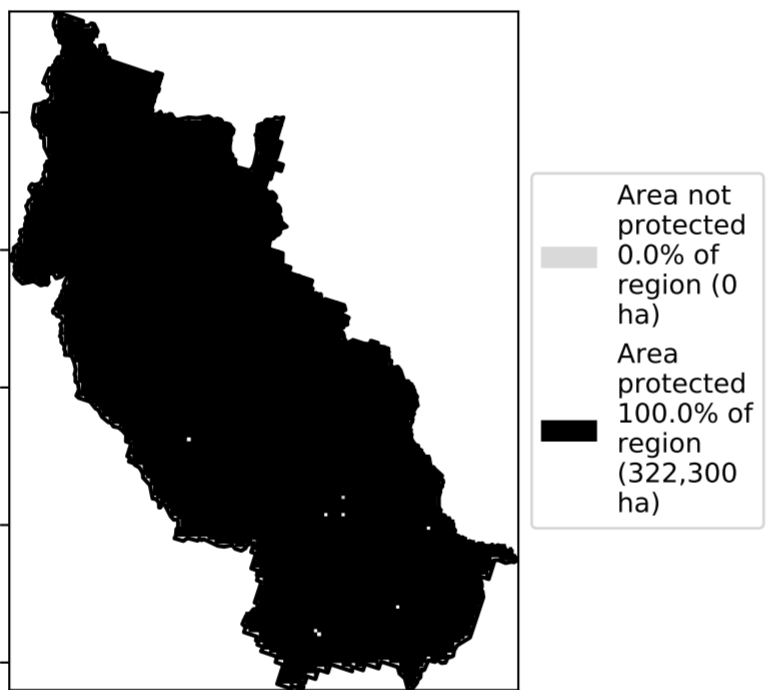 Area not
protected
0.0% of
region (0
ha)
Area
protected
100.0% of
region
(322,300
ha)